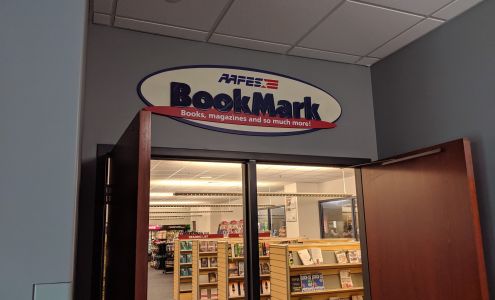 AAFES
BookMark
Books, magazines and so much more!